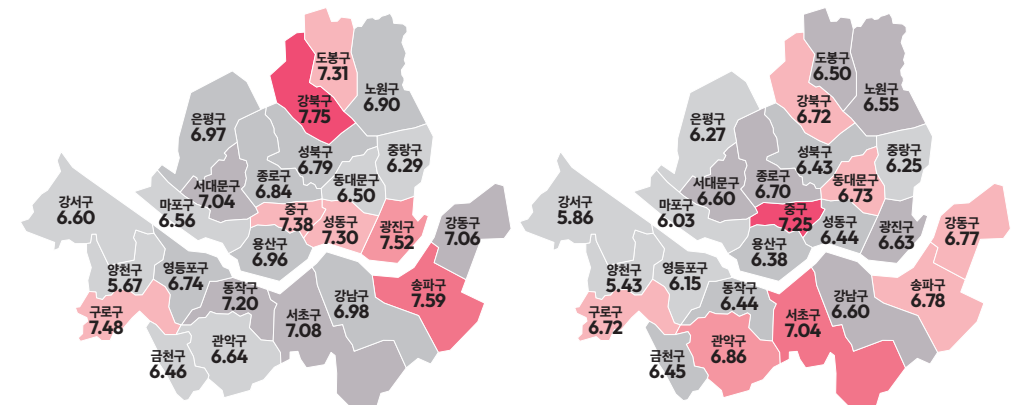 도봉구
7.31
노원구
6.90
강북구
7.75
은평구
6.97
성북구
6.79
중랑구
6.29
서대문구
7.04
종로구
6.84
동대문구
6.50
강서구
6.60
마포구
6.56
중구
7.38
성동구
7.30
광진구
7.52
강동구
7.06
용산구
6.96
양천구
5.67
영등포구
6.74
동작구
7.20
강남구
6.98
송파구
7.59
구로구
7.48
서초구
7.08
관악구
6.64
금천구
6.46
도봉구
6.50
노원구
6.55
강북구
6.72
은평구
6.27
성북구
6.43
중랑구
6.25
서대문구
6.60
종로구
6.70
동대문구
6.73
강서구
5.86
마포구
6.03
중구
7.25
성동구
6.44
광진구
6.63
강동구
6.77
용산구
6.38
양천구
5.43
영등포구
6.15
동작구
6.44
강남구
6.60
송파구
6.78
구로구
6.72
서초구
7.04
관악구
6.86
금천구
6.45